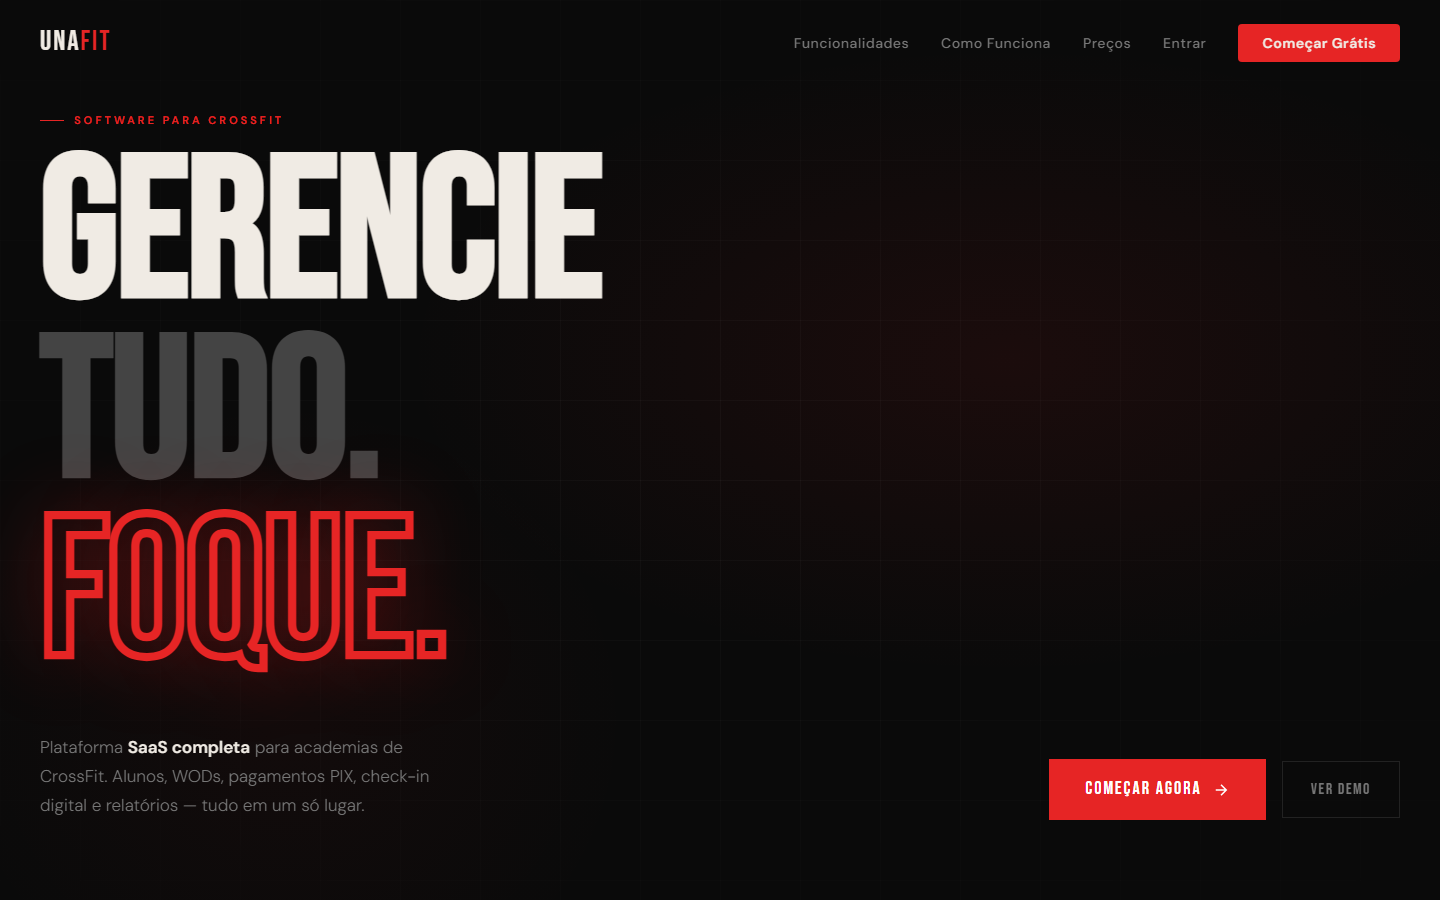 UNAFIT
Funcionalidades
Como Funciona
Preços
Entrar
Começar Grátis
SOFTWARE PARA CROSSFIT
GERENCIE
TUDO.
FOQUE.
Plataforma SaaS completa para academias de
CrossFit. Alunos, WODs, pagamentos PIX, check-in
digital e relatórios — tudo em um só lugar.
COMEÇAR AGORA →
VER DEMO